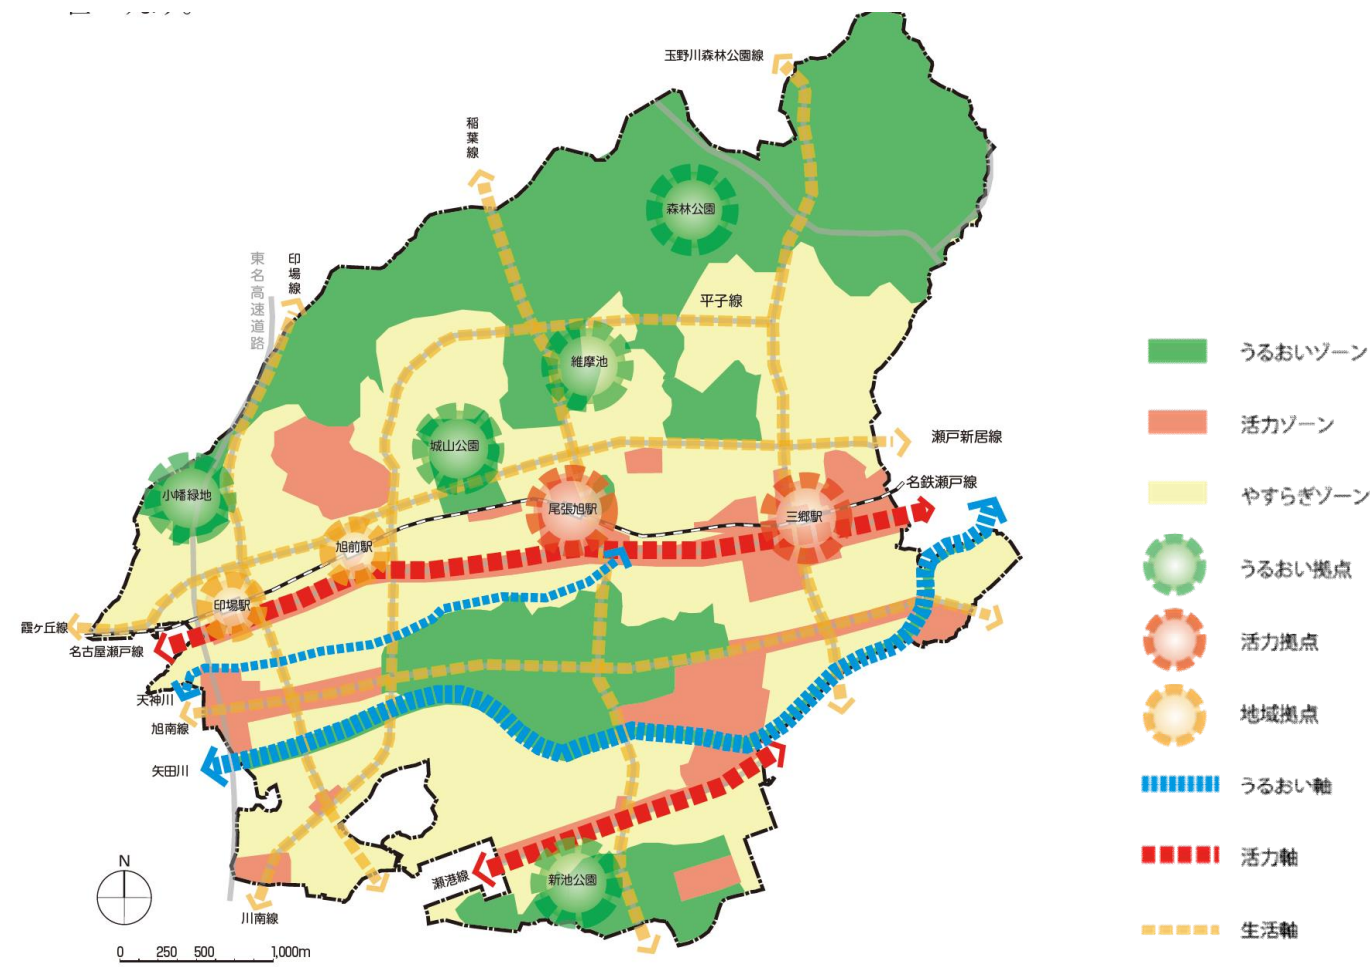 玉野川森林公園線
稲葉線
森林公園
東名高速道路
印場線
平子線
維摩池
城山公園
瀬戸新居線
小幡緑地
尾張旭駅
三郷駅
名鉄瀬戸線
旭前駅
印場駅
霞ヶ丘線
名古屋瀬戸線
天神川
旭南線
矢田川
瀬港線
新池公園
川南線
N
0 250 500 1,000m
うるおいゾーン
活力ゾーン
やすらぎゾーン
うるおい拠点
活力拠点
地域拠点
うるおい軸
活力軸
生活軸